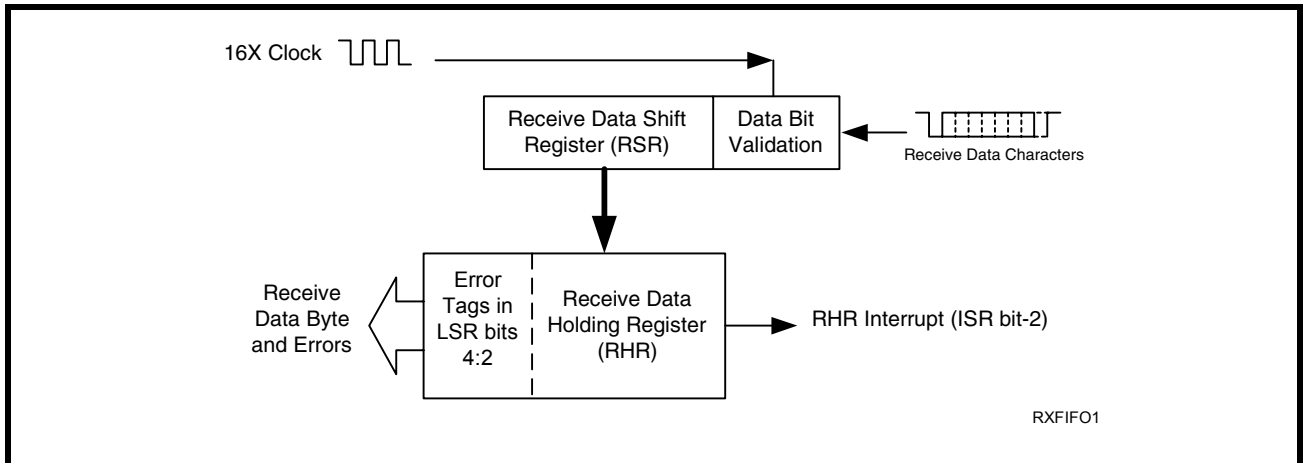 16X Clock
Receive Data Shift
Register (RSR)
Data Bit
Validation
Receive Data Characters
Receive
Data Byte
and Errors
Error
Tags in
LSR bits
4:2
Receive Data
Holding Register
(RHR)
RHR Interrupt (ISR bit-2)
RXFIFO1